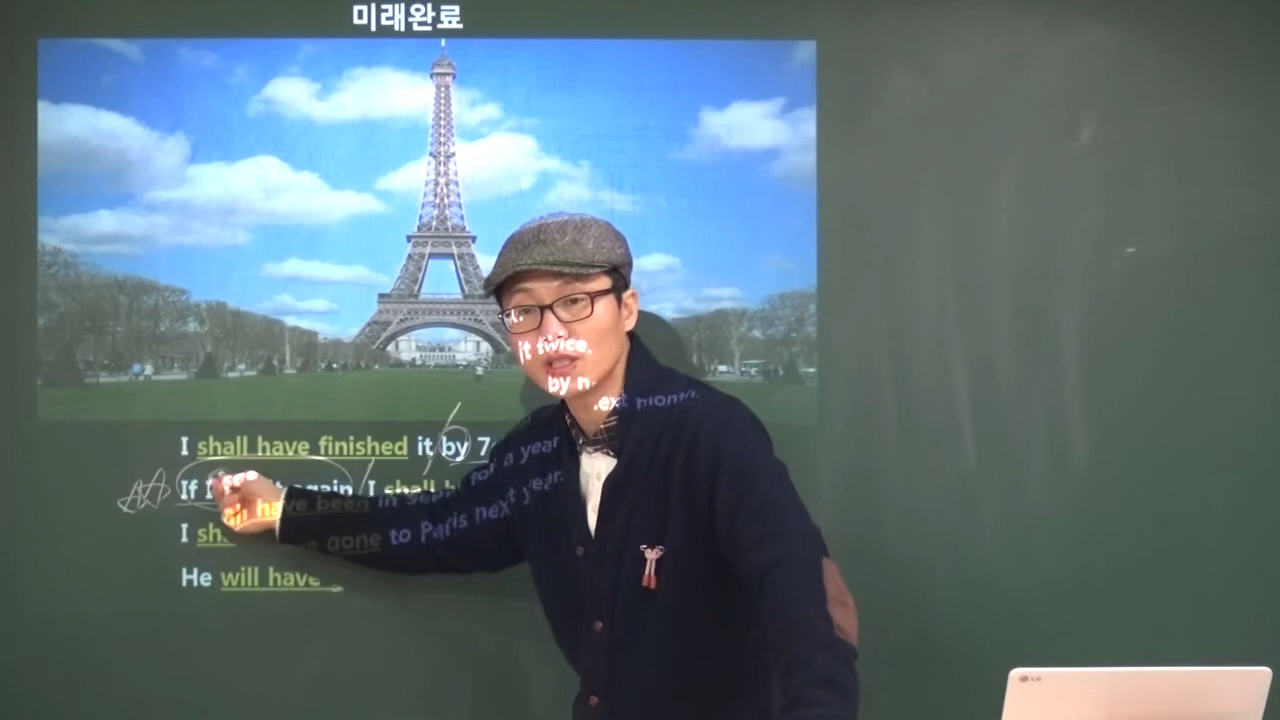 미래완료
I shall have finished it by 7
If I see it again, I shall h it twice.
I shall have been in Seoul for a year by next month.
He will have gone to Paris next year.
LG